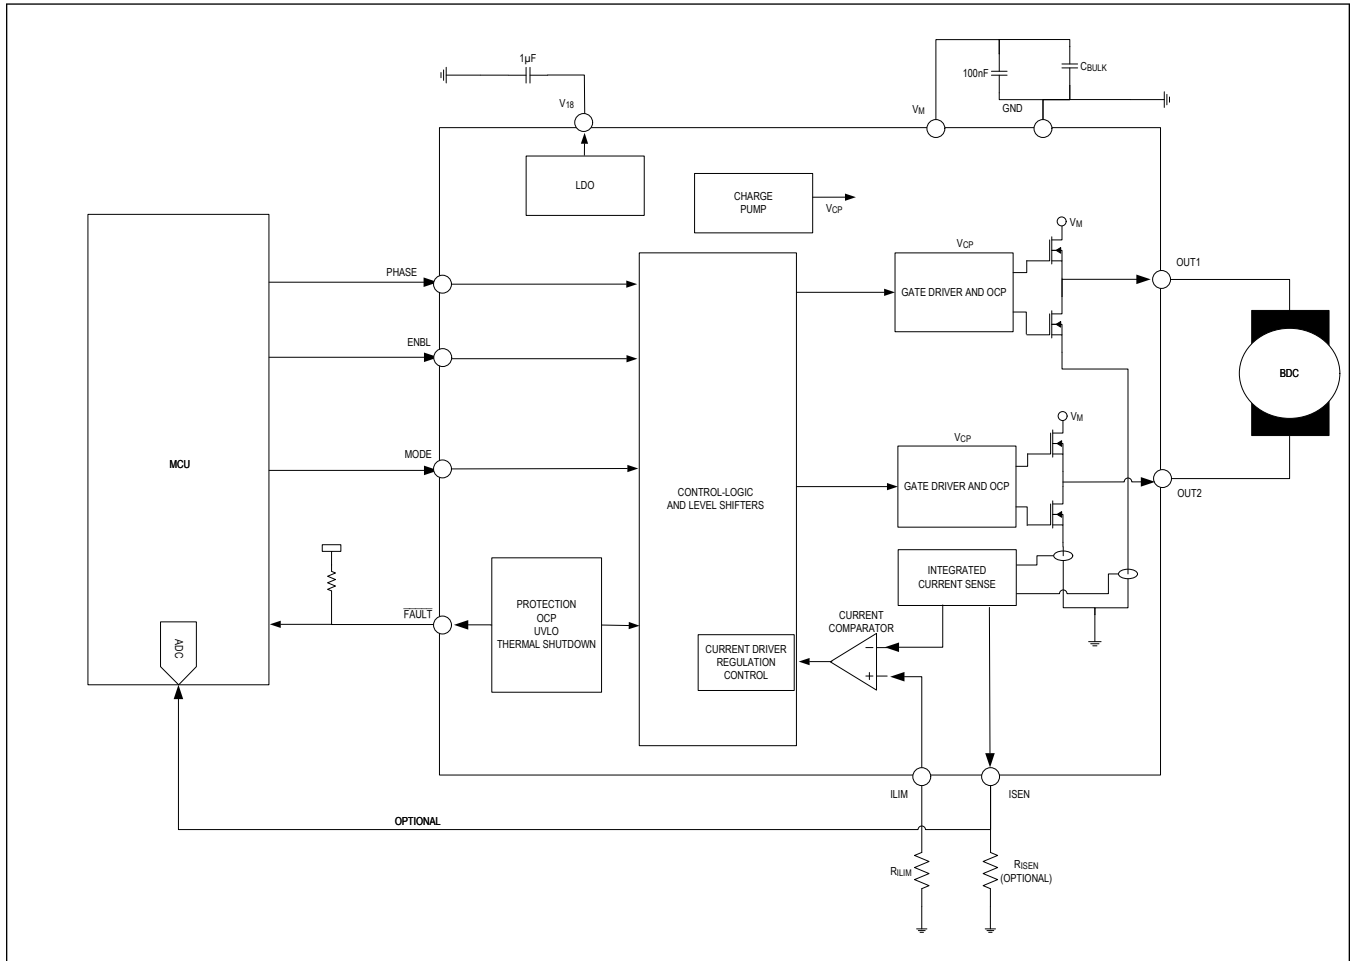 1µF
V18
100nF
CBULK
VM
GND
LDO
CHARGE
PUMP
VCP
VM
PHASE
VCP
OUT1
GATE DRIVER AND OCP
ENBL
BDC
VM
MODE
VCP
MCU
CONTROL-LOGIC
AND LEVEL SHIFTERS
GATE DRIVER AND OCP
OUT2
INTEGRATED
CURRENT SENSE
FAULT
PROTECTION
OCP
UVLO
THERMAL SHUTDOWN
CURRENT
COMPARATOR
ADC
CURRENT DRIVER
REGULATION
CONTROL
−
+
ILIM
ISEN
OPTIONAL
RILIM
RISEN
(OPTIONAL)